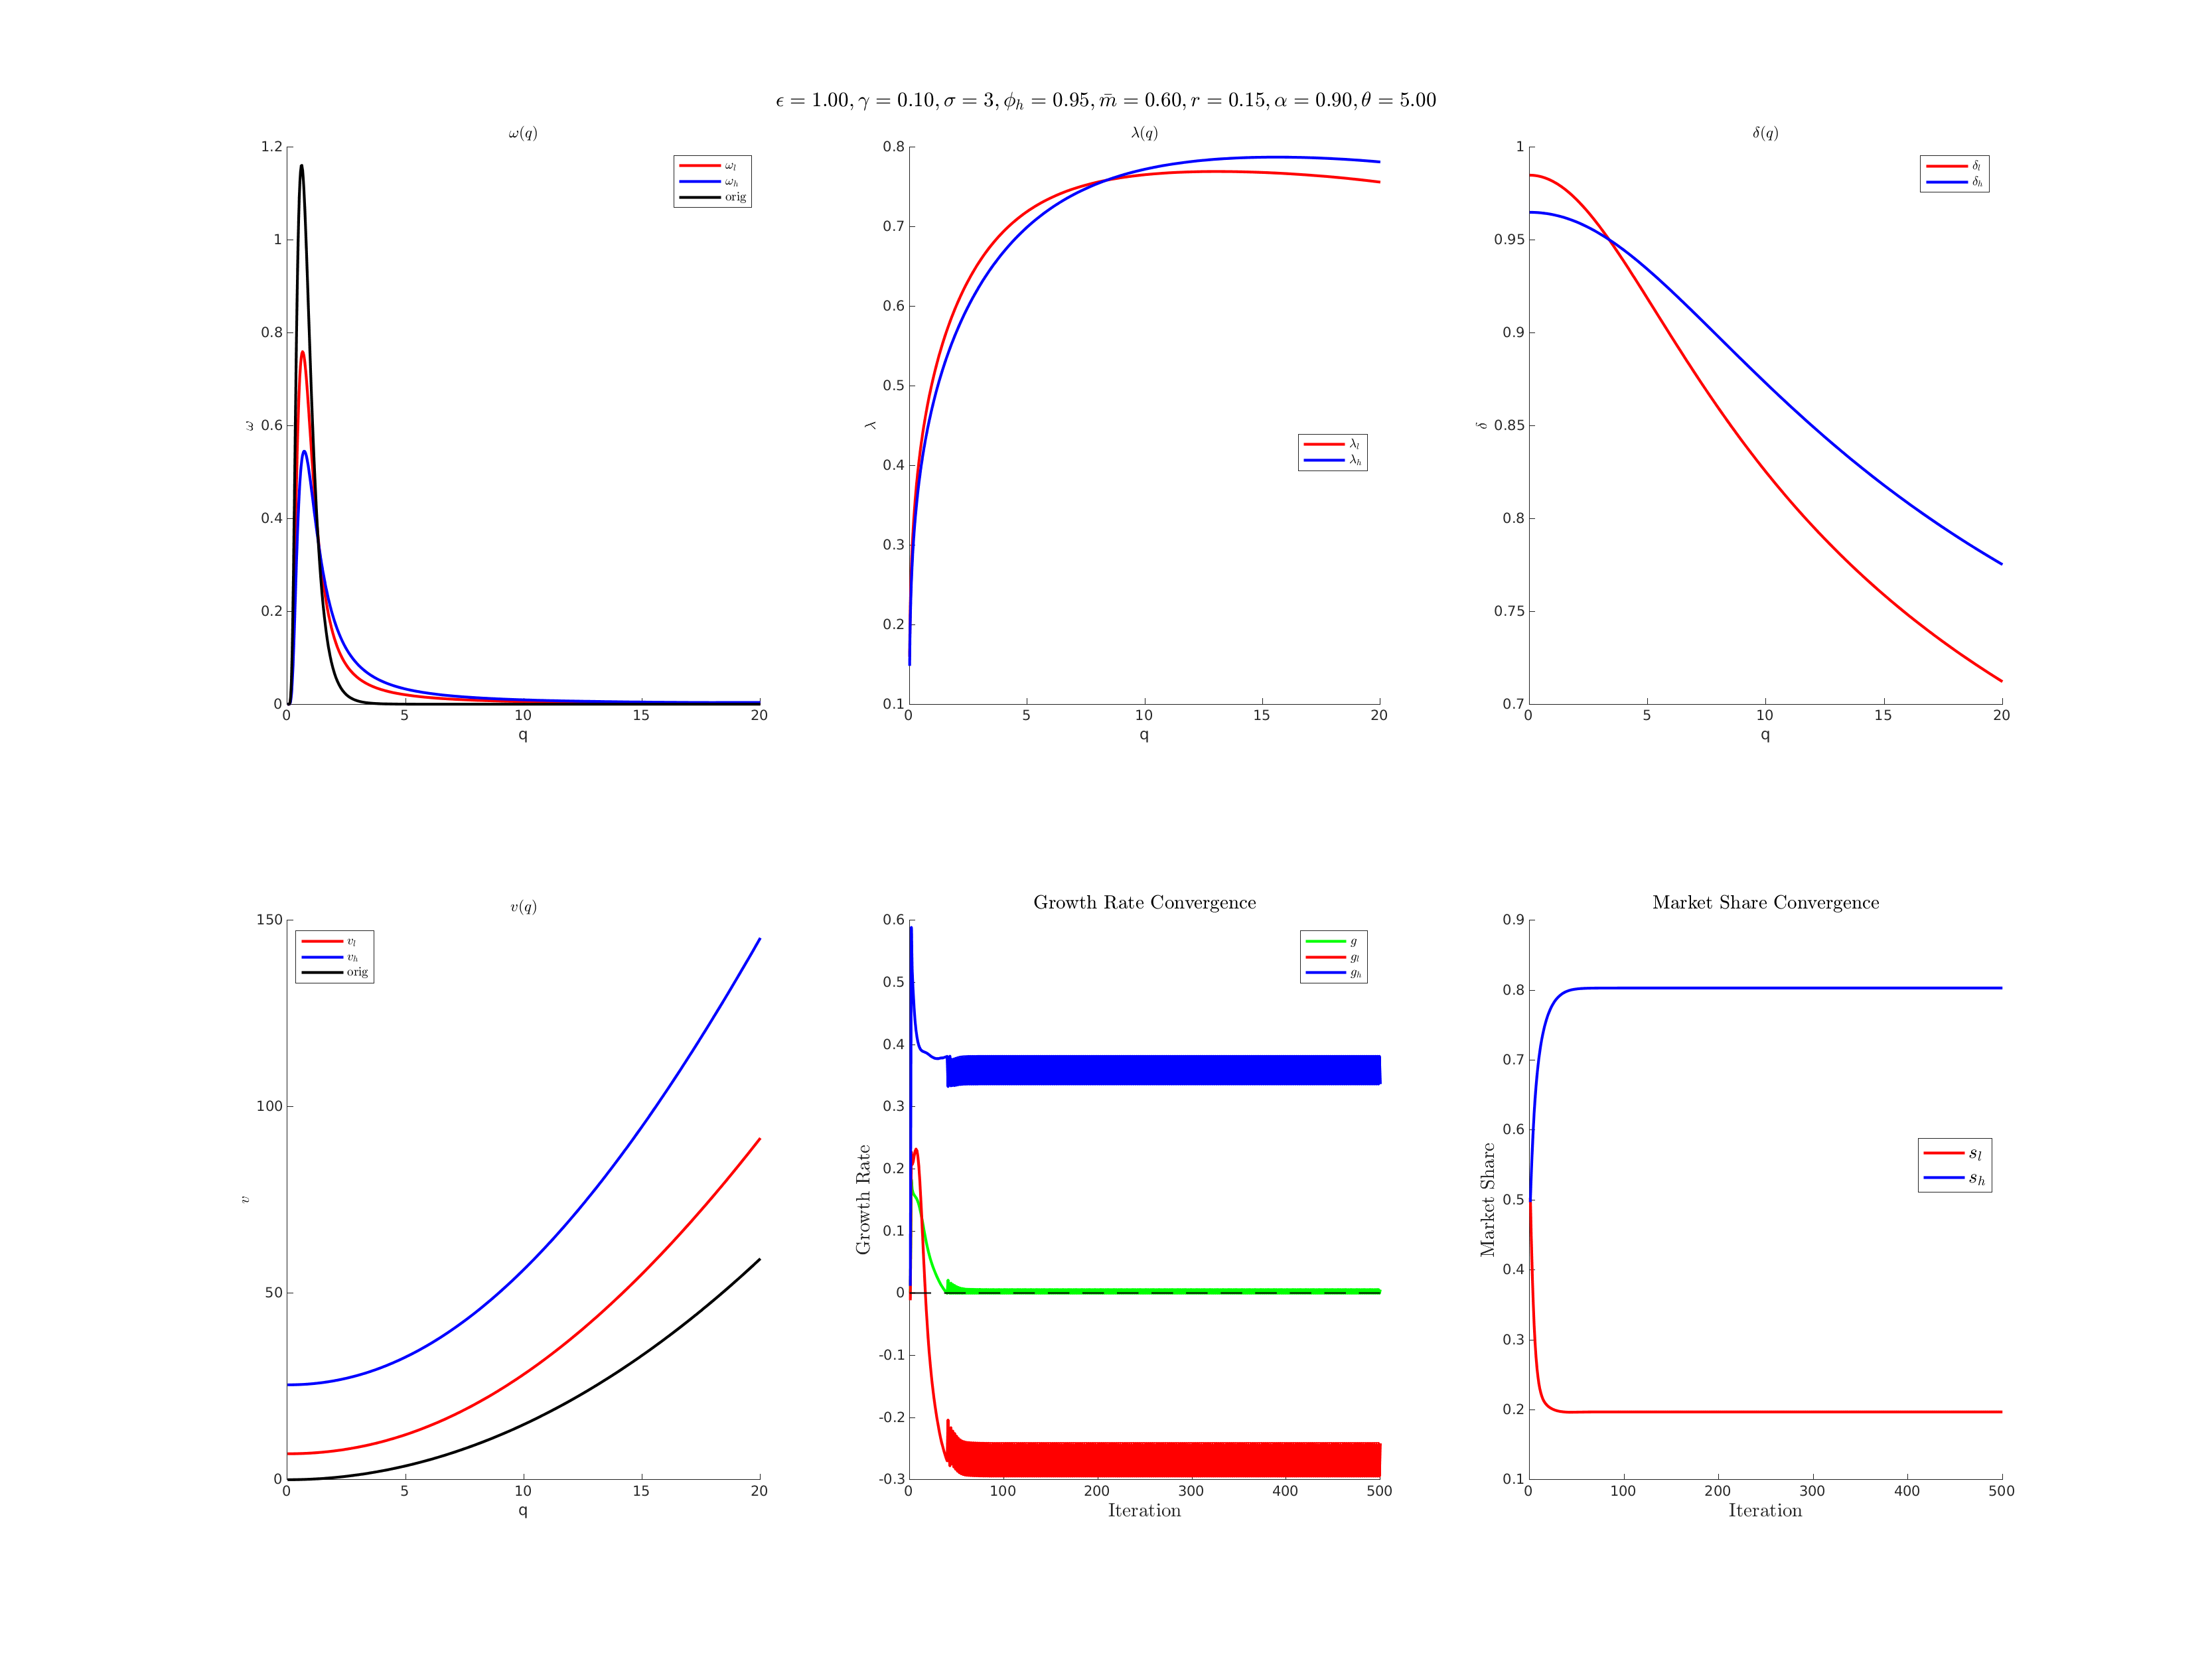 ϵ = 1.00, γ = 0.10, σ = 3, ϕ_h = 0.95, m̄ = 0.60, r = 0.15, α = 0.90, θ = 5.00
ω(q)
1.2
1
0.8
0.6
0.4
0.2
0
ω
0 5 10 15 20
q
ω_l
ω_h
orig
λ(q)
0.8
0.7
0.6
0.5
0.4
0.3
0.2
0.1
λ
0 5 10 15 20
q
λ_l
λ_h
δ(q)
1
0.95
0.9
0.85
0.8
0.75
0.7
δ
0 5 10 15 20
q
δ_l
δ_h
v(q)
150
100
50
0
v
0 5 10 15 20
q
v_l
v_h
orig
Growth Rate Convergence
0.6
0.5
0.4
0.3
0.2
0.1
0
-0.1
-0.2
-0.3
Growth Rate
0 100 200 300 400 500
Iteration
g
g_l
g_h
Market Share Convergence
0.9
0.8
0.7
0.6
0.5
0.4
0.3
0.2
0.1
Market Share
0 100 200 300 400 500
Iteration
s_l
s_h